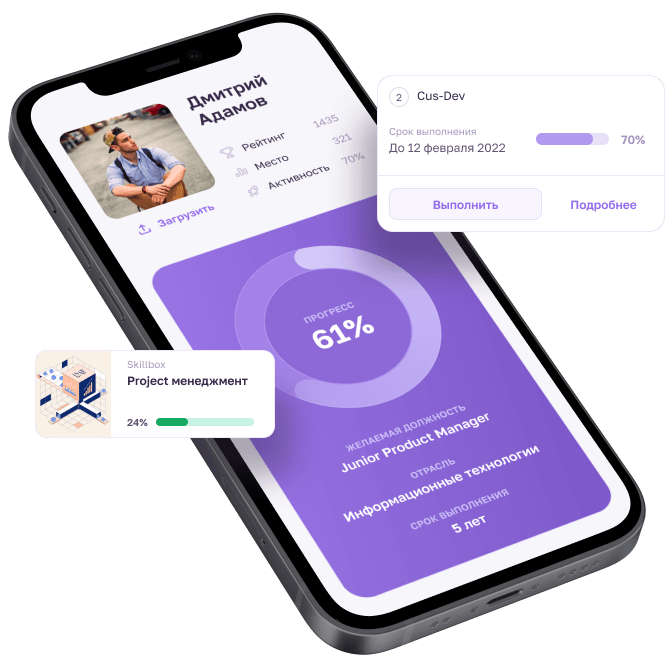 Дмитрий
Адамов
Рейтинг 1435
Место 321
Активность 70%
Загрузить
2 Cus-Dev
Срок выполнения
До 12 февраля 2022
70%
Выполнить Подробнее
ПРОГРЕСС
61%
Skillbox
Project менеджмент
24%
ЖЕЛАЕМАЯ ДОЛЖНОСТЬ
Junior Product Manager
ОТРАСЛЬ
Информационные технологии
СРОК ВЫПОЛНЕНИЯ
5 лет